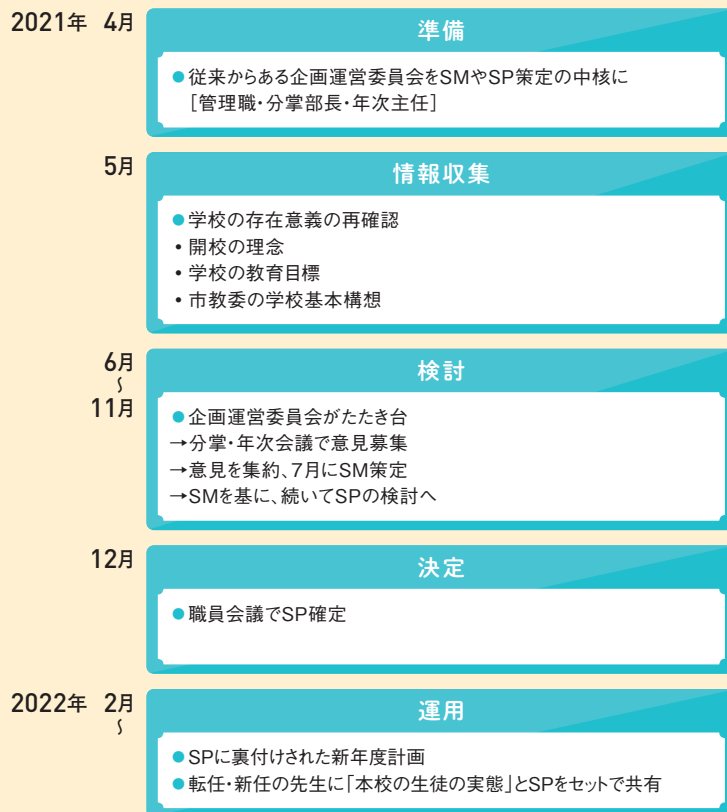 2021年 4月
準備
●従来からある企画運営委員会をSMやSP策定の中核に
[管理職・分掌部長・年次主任]
5月
情報収集
●学校の存在意義の再確認
• 開校の理念
• 学校の教育目標
• 市教委の学校基本構想
6月
〜
11月
検討
●企画運営委員会がたたき台
→分掌・年次会議で意見募集
→意見を集約、7月にSM策定
→SMを基に、続いてSPの検討へ
12月
決定
●職員会議でSP確定
2022年 2月
〜
運用
●SPに裏付けされた新年度計画
●転任・新任の先生に「本校の生徒の実態」とSPをセットで共有